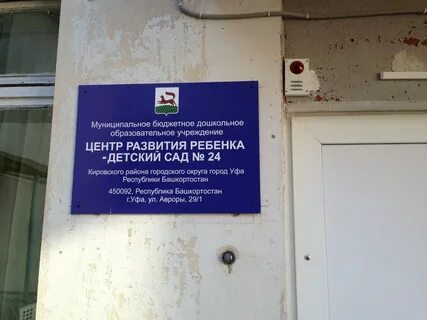 Муниципальное бюджетное дошкольное
образовательное учреждение
ЦЕНТР РАЗВИТИЯ РЕБЕНКА
-ДЕТСКИЙ САД № 24
Кировского района городского округа город Уфа
Республики Башкортостан
450092, Республика Башкортостан
г.Уфа, ул. Авроры, 29/1